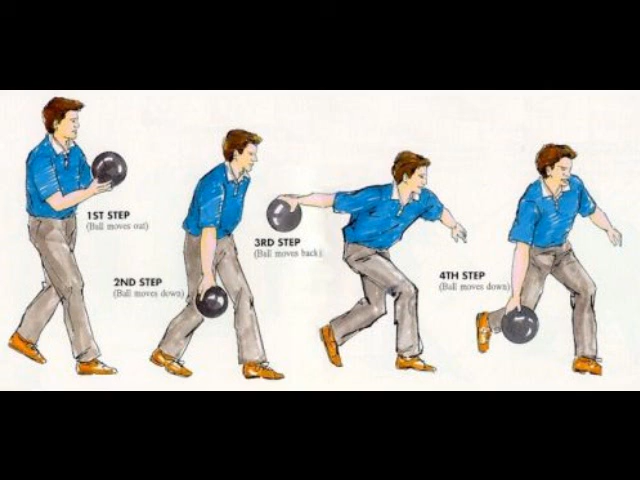 1ST STEP
(Ball moves out)
2ND STEP
(Ball moves down)
3RD STEP
(Ball moves back)
4TH STEP
(Ball moves down)